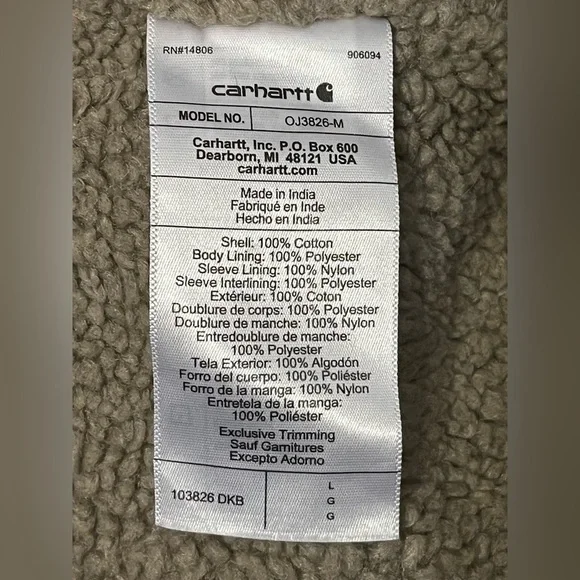 RN#14806 906094
carhartt
MODEL NO. OJ3826-M
Carhartt, Inc. P.O. Box 600
Dearborn, MI 48121 USA
carhartt.com
Made in India
Fabriqué en Inde
Hecho en India
Shell: 100% Cotton
Body Lining: 100% Polyester
Sleeve Lining: 100% Nylon
Sleeve Interlining: 100% Polyester
Extérieur: 100% Coton
Doublure de corps: 100% Polyester
Doublure de manche: 100% Nylon
Entredoublure de manche:
100% Polyester
Tela Exterior: 100% Algodón
Forro del cuerpo: 100% Poliéster
Forro de la manga: 100% Nylon
Entretela de la manga:
100% Poliéster
Exclusive Trimming
Sauf Garnitures
Excepto Adorno
103826 DKB
L
G
G